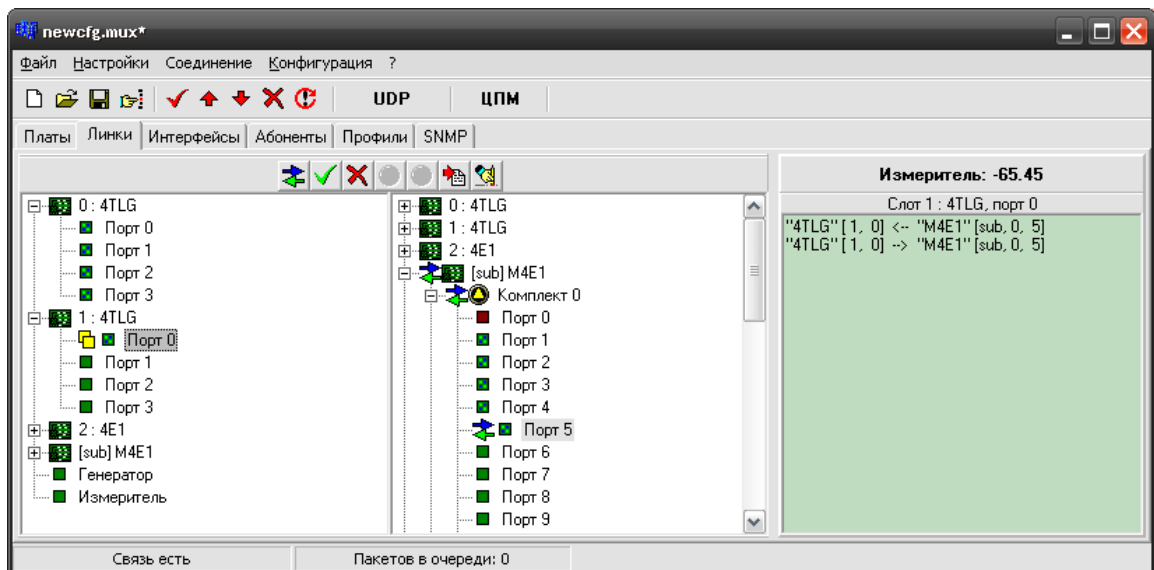 newcfg.mux*
Файл Настройки Соединение Конфигурация ?
UDP ЦПМ
Платы Линки Интерфейсы Абоненты Профили SNMP
0 : 4TLG
Порт 0
Порт 1
Порт 2
Порт 3
1 : 4TLG
Порт 0
Порт 1
Порт 2
Порт 3
2 : 4E1
[sub] M4E1
Генератор
Измеритель
0 : 4TLG
1 : 4TLG
2 : 4E1
[sub] M4E1
Комплект 0
Порт 0
Порт 1
Порт 2
Порт 3
Порт 4
Порт 5
Порт 6
Порт 7
Порт 8
Порт 9
Измеритель: -65.45
Слот 1 : 4TLG, порт 0
"4TLG" [ 1, 0] <-- "M4E1" [sub, 0, 5]
"4TLG" [ 1, 0] --> "M4E1" [sub, 0, 5]
Связь есть Пакетов в очереди: 0